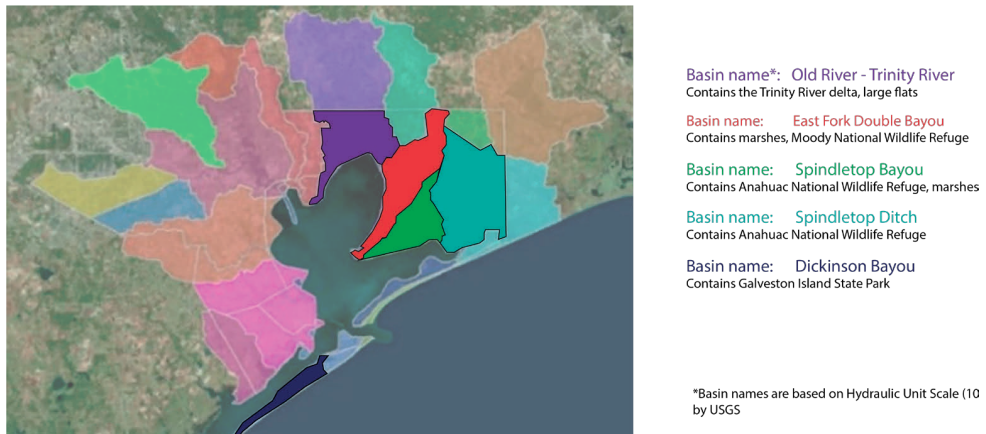 Basin name*: Old River - Trinity River
Contains the Trinity River delta, large flats
Basin name: East Fork Double Bayou
Contains marshes, Moody National Wildlife Refuge
Basin name: Spindletop Bayou
Contains Anahuac National Wildlife Refuge, marshes
Basin name: Spindletop Ditch
Contains Anahuac National Wildlife Refuge
Basin name: Dickinson Bayou
Contains Galveston Island State Park
*Basin names are based on Hydraulic Unit Scale (10
by USGS